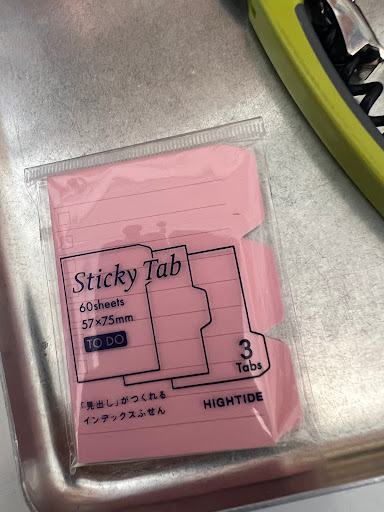 Sticky Tab
60sheets
57×75mm
TO DO
3
Tabs
「見出し」がつくれる
インデックスふせん
HIGHTIDE